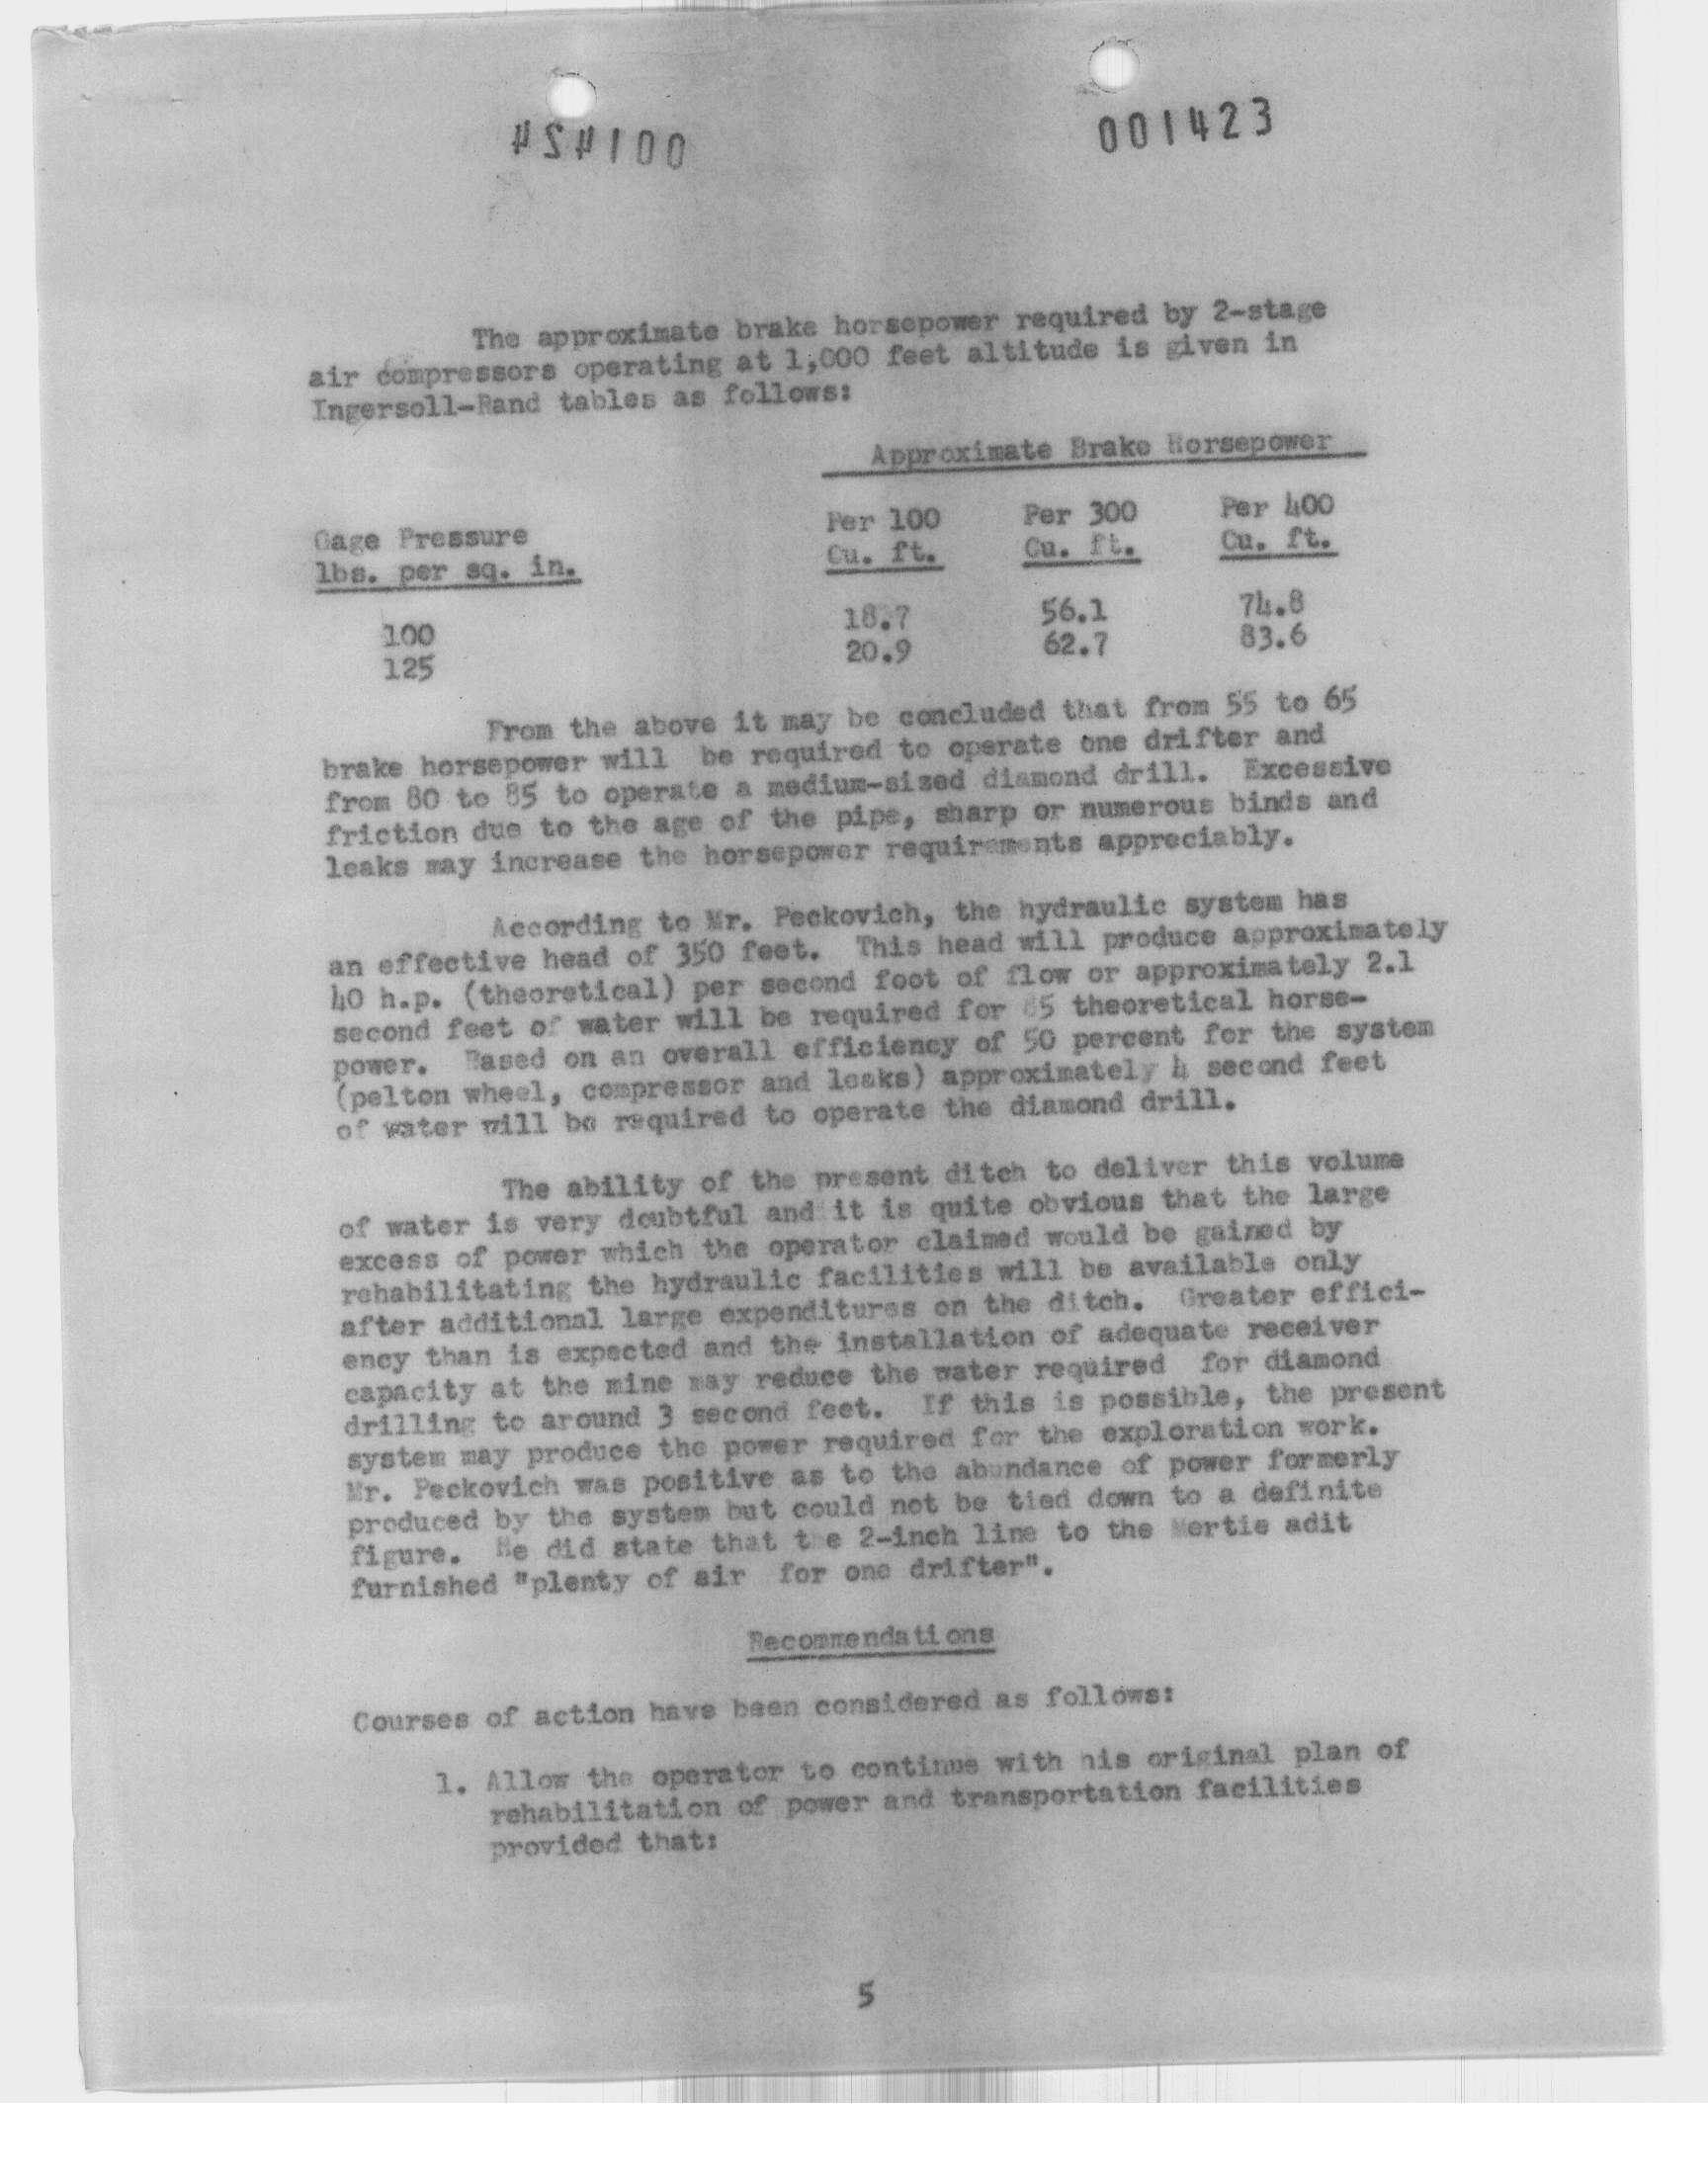 001424
001423
The approximate brake horsepower required by 2-stage
air compressors operating at 1,000 feet altitude is given in
Ingersoll-Rand tables as follows:
Approximate Brake Horsepower
Gage Pressure Per 100 Per 300 Per 400
lbs. per sq. in. Cu. ft. Cu. ft. Cu. ft.
100 18.7 56.1 74.8
125 20.9 62.7 83.6
From the above it may be concluded that from 55 to 65
brake horsepower will be required to operate one drifter and
from 80 to 85 to operate a medium-sized diamond drill. Excessive
friction due to the age of the pipe, sharp or numerous binds and
leaks may increase the horsepower requirements appreciably.
According to Mr. Peckovich, the hydraulic system has
an effective head of 350 feet. This head will produce approximately
40 h.p. (theoretical) per second foot of flow or approximately 2.1
second feet of water will be required for 85 theoretical horse-
power. Based on an overall efficiency of 50 percent for the system
(pelton wheel, compressor and leaks) approximately 4 second feet
of water will be required to operate the diamond drill.
The ability of the present ditch to deliver this volume
of water is very doubtful and it is quite obvious that the large
excess of power which the operator claimed would be gained by
rehabilitating the hydraulic facilities will be available only
after additional large expenditures on the ditch. Greater effici-
ency than is expected and the installation of adequate receiver
capacity at the mine may reduce the water required for diamond
drilling to around 3 second feet. If this is possible, the present
system may produce the power required for the exploration work.
Mr. Peckovich was positive as to the abundance of power formerly
produced by the system but could not be tied down to a definite
figure. He did state that the 2-inch line to the Mertie adit
furnished "plenty of air for one drifter".
Recommendations
Courses of action have been considered as follows:
1. Allow the operator to continue with his original plan of
rehabilitation of power and transportation facilities
provided that:
5